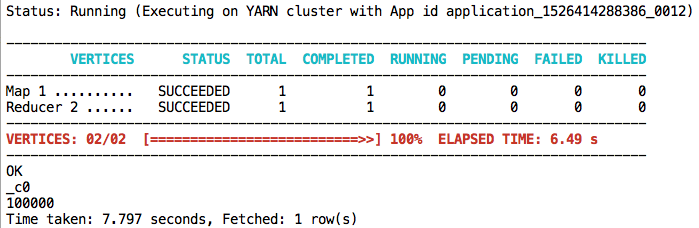 Status: Running (Executing on YARN cluster with App id application_1526414288386_0012)
--------------------------------------------------------------------------------
VERTICES STATUS TOTAL COMPLETED RUNNING PENDING FAILED KILLED
--------------------------------------------------------------------------------
Map 1 .......... SUCCEEDED 1 1 0 0 0 0
Reducer 2 ...... SUCCEEDED 1 1 0 0 0 0
--------------------------------------------------------------------------------
VERTICES: 02/02 [==========================>>] 100% ELAPSED TIME: 6.49 s
--------------------------------------------------------------------------------
OK
_c0
100000
Time taken: 7.797 seconds, Fetched: 1 row(s)